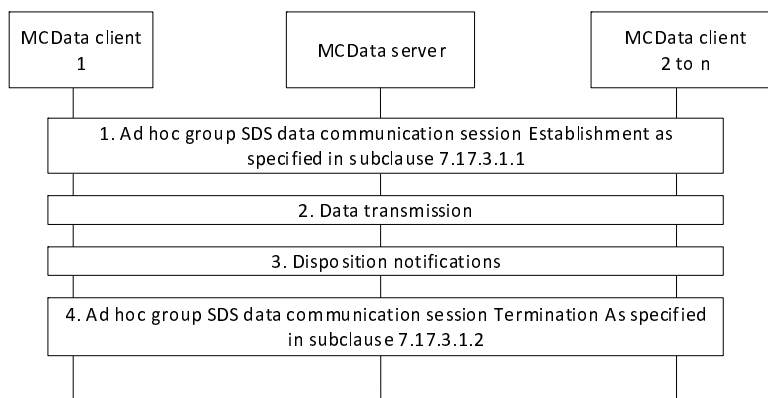 MCData client
1
MCData server
MCData client
2 to n
1. Ad hoc group SDS data communication session Establishment as
specified in subclause 7.17.3.1.1
2. Data transmission
3. Disposition notifications
4. Ad hoc group SDS data communication session Termination As specified
in subclause 7.17.3.1.2